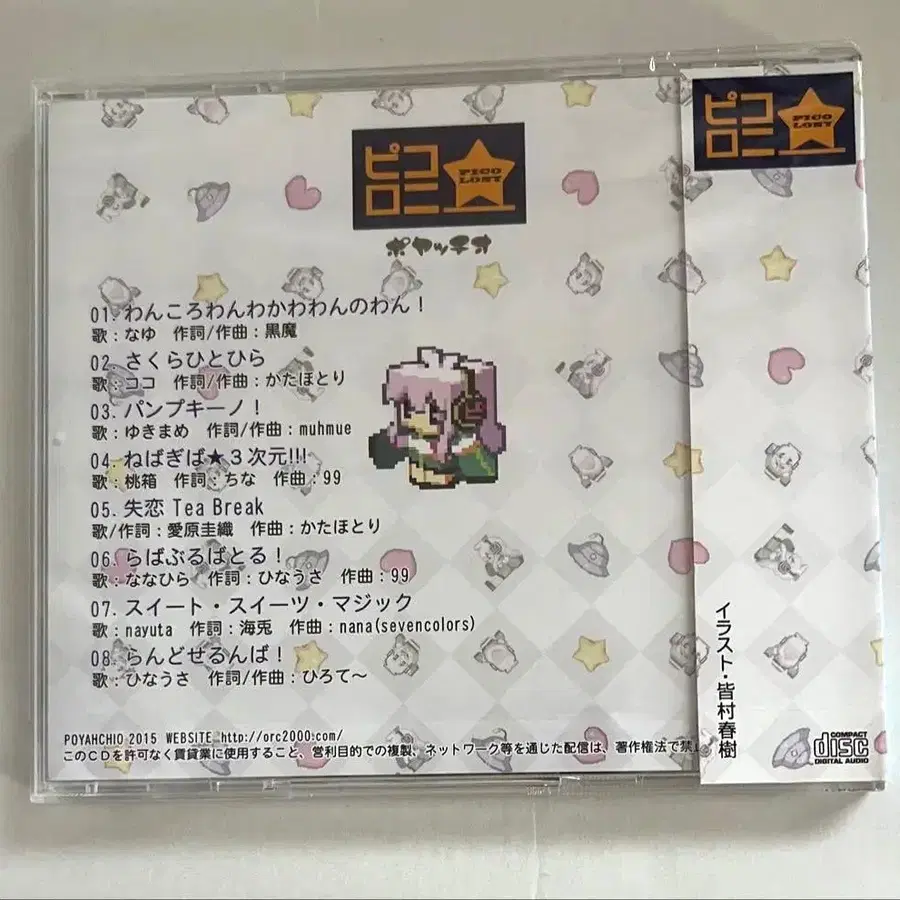 ピコ
ロニ
PICO
LOST
ポヤッチオ
01. わんころわんわかわわんのわん！
歌：なゆ 作詞/作曲：黒魔
02. さくらひとひら
歌：ココ 作詞/作曲：かたほとり
03. パンプキーノ！
歌：ゆきまめ 作詞/作曲：muhmue
04. ねばぎば★３次元!!!
歌：桃箱 作詞：ちな 作曲：99
05. 失恋 Tea Break
歌/作詞：愛原圭織 作曲：かたほとり
06. らばぶるばとる！
歌：ななひら 作詞：ひなうさ 作曲：99
07. スイート・スイーツ・マジック
歌：nayuta 作詞：海兎 作曲：nana(sevencolors)
08. らんどせるんば！
歌：ひなうさ 作詞/作曲：ひろて～
POYAHCHIO 2015 WEBSITE http://orc2000.com/
このＣＤを許可なく賃貸業に使用すること、営利目的での複製、ネットワーク等を通じた配信は、著作権法で禁止
ピコ
ロニ
PICO
LOST
イラスト・皆村春樹
COMPACT
disc
DIGITAL AUDIO